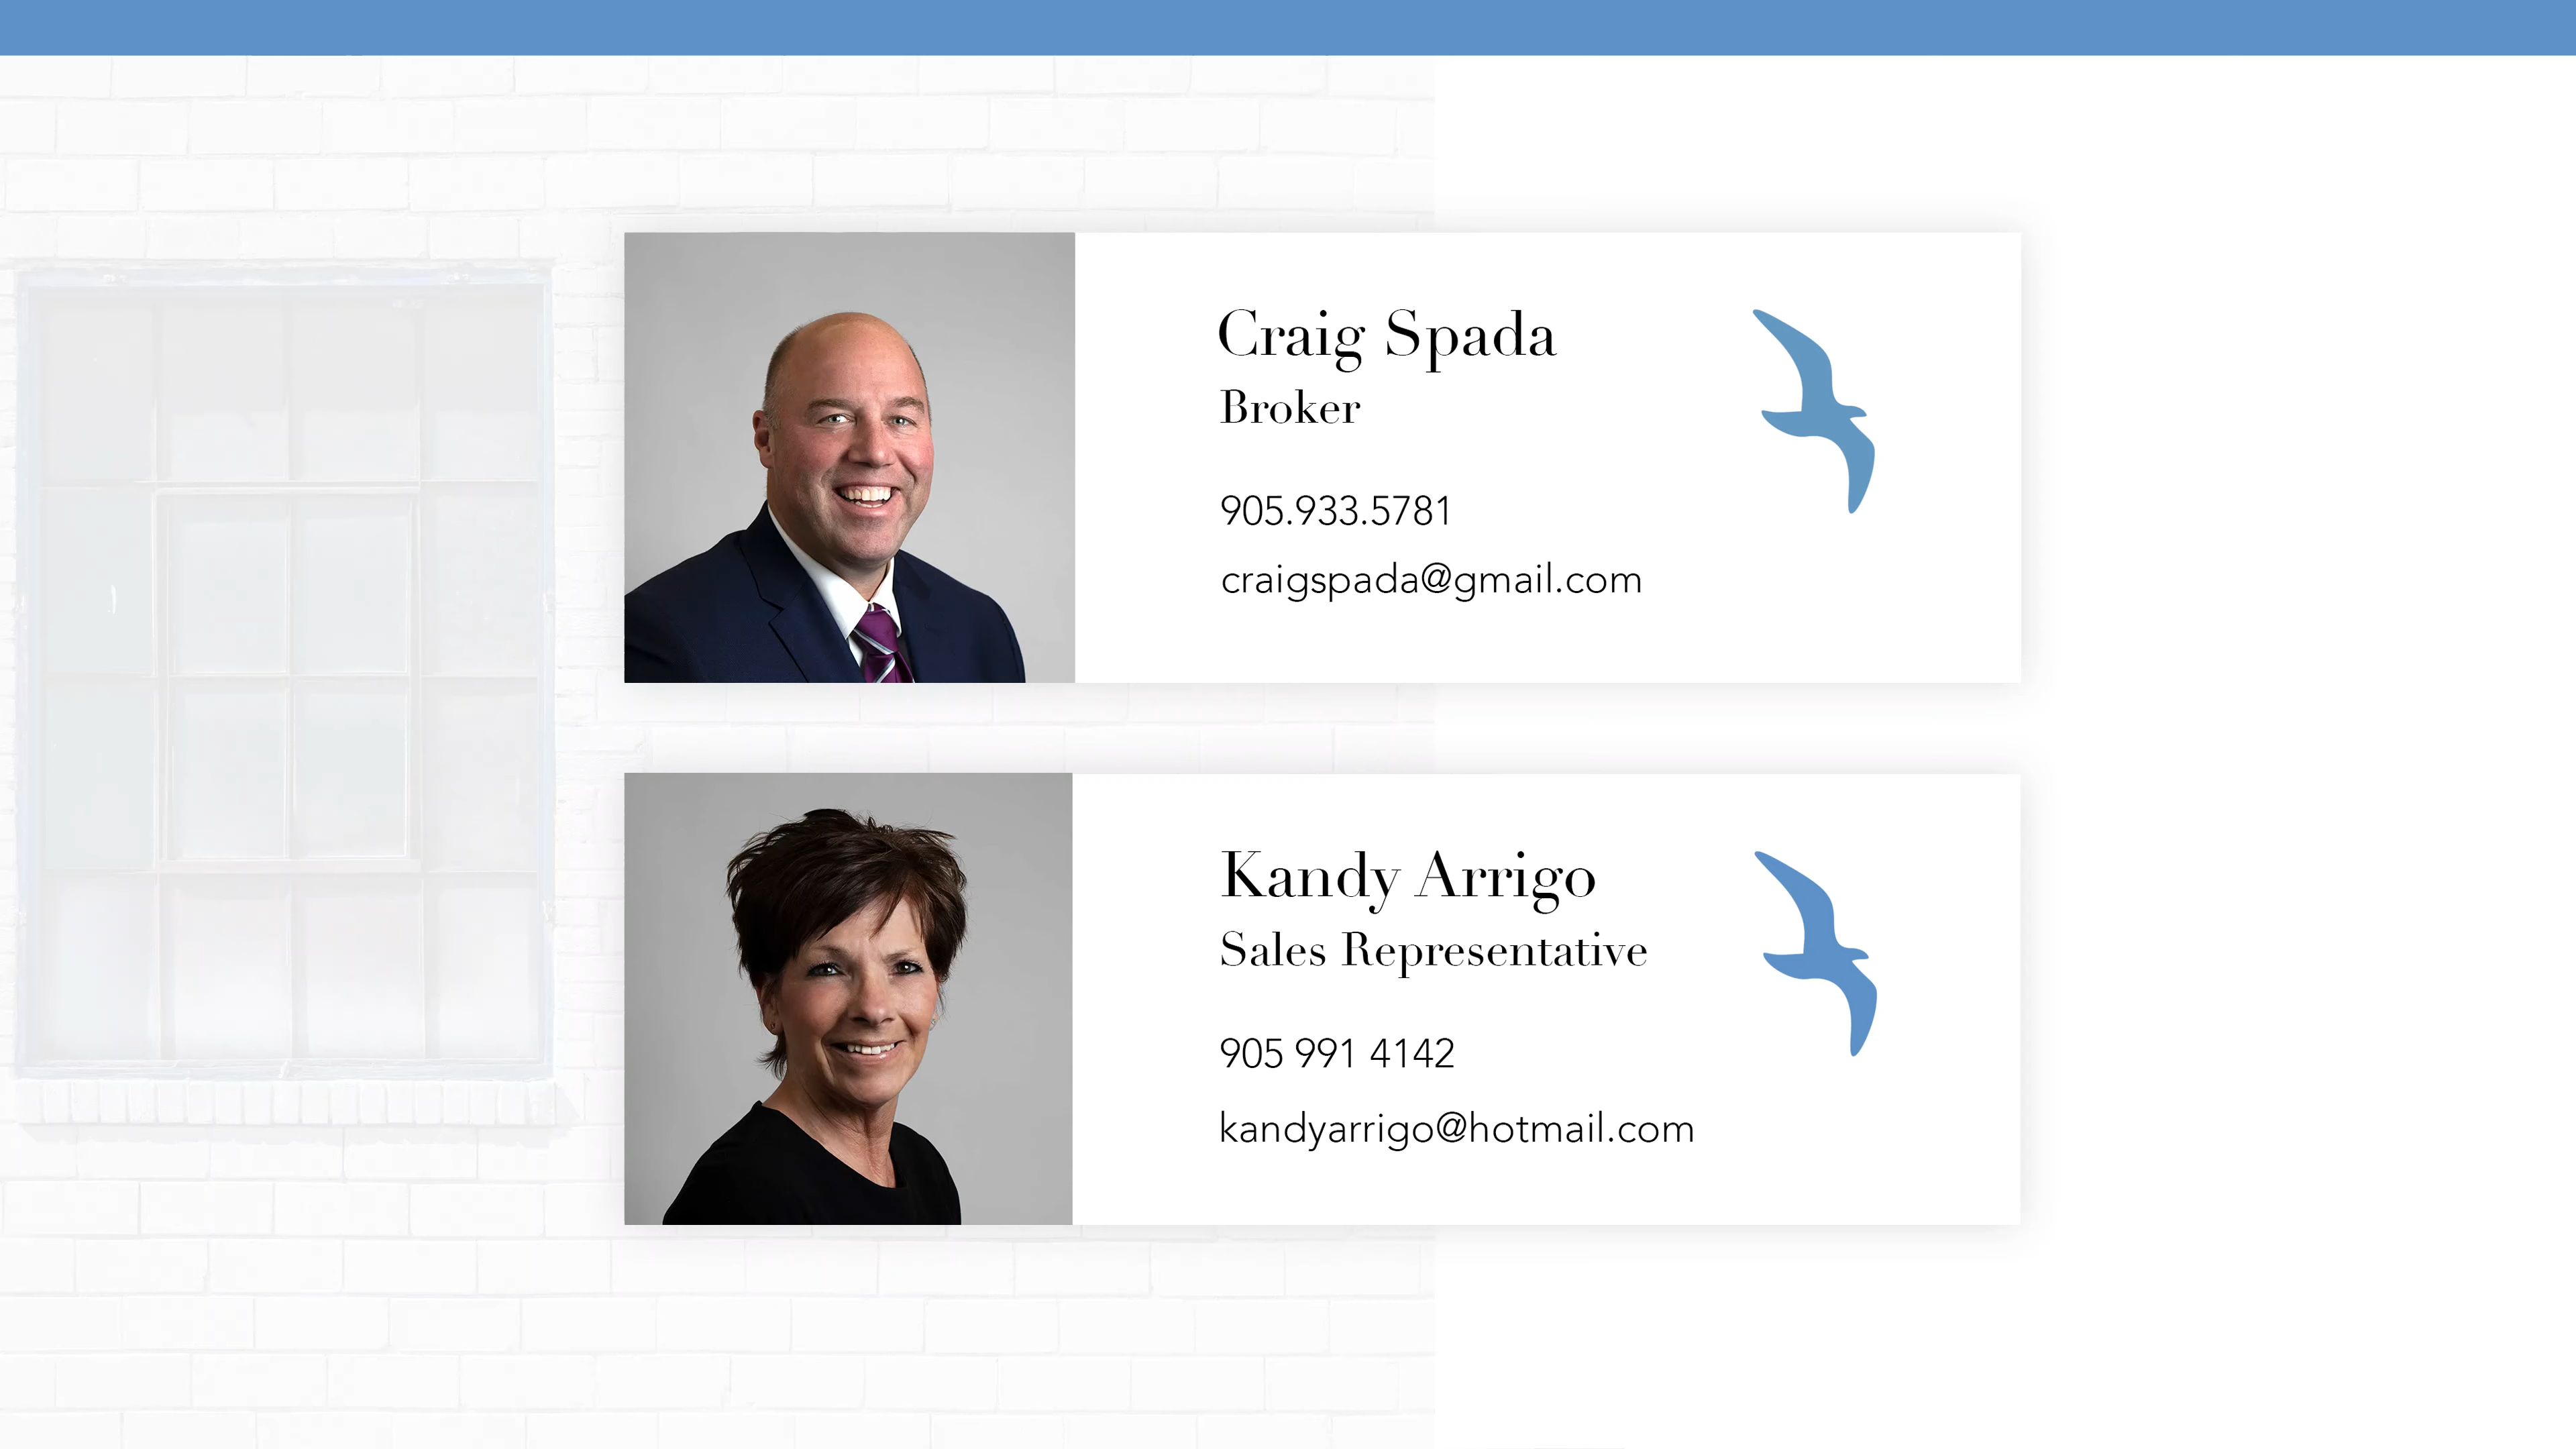 Craig Spada
Broker
905.933.5781
craigspada@gmail.com
Kandy Arrigo
Sales Representative
905 991 4142
kandyarrigo@hotmail.com